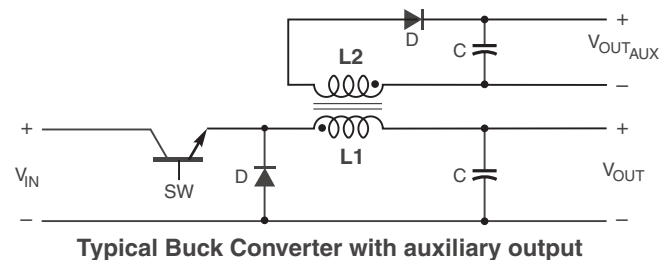 D
+
L2
C
VOUTAUX
–
+
+
L1
VIN
SW
D
C
VOUT
–
–
Typical Buck Converter with auxiliary output